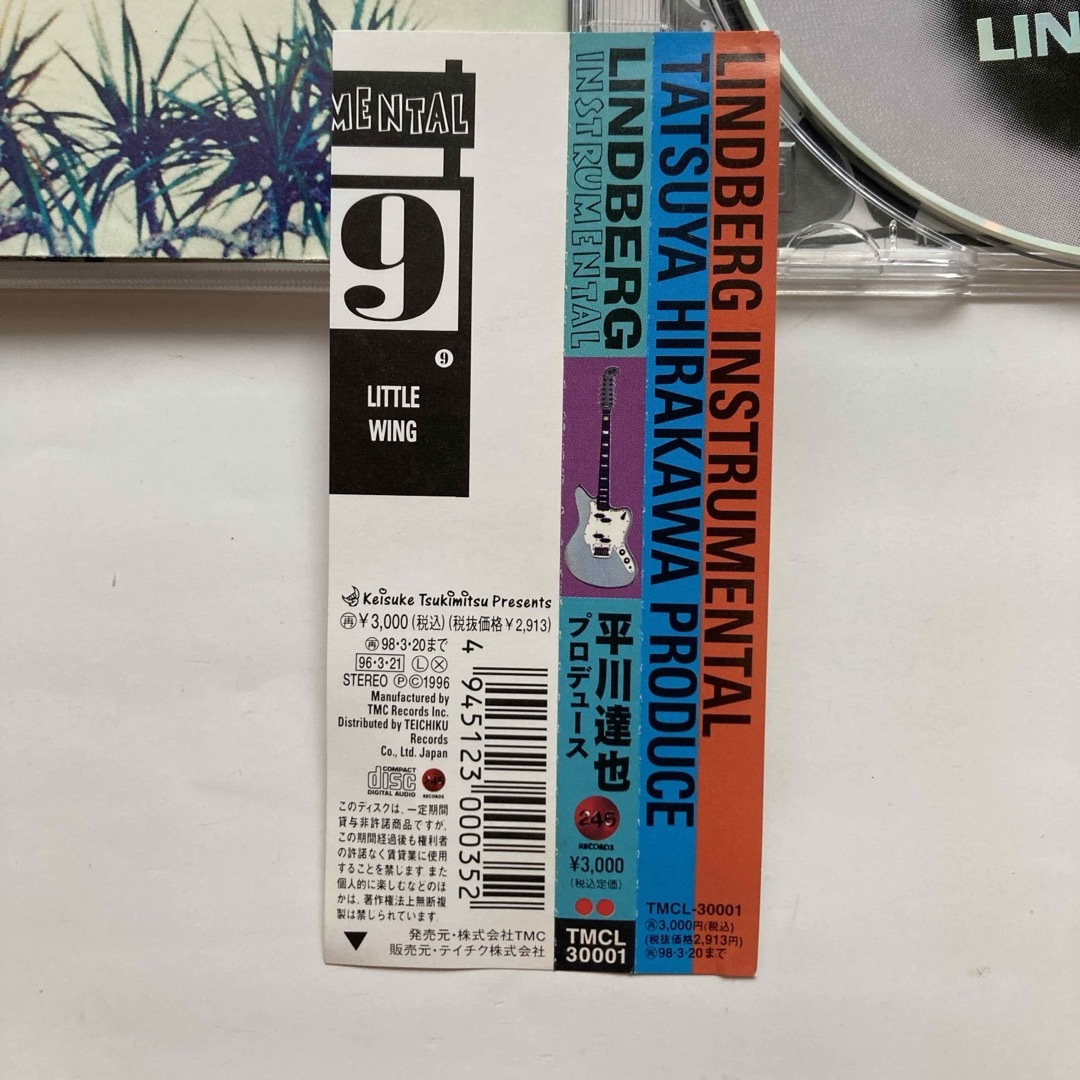 LIN
MENTAL
9
9
LITTLE
WING
Keisuke Tsukimitsu Presents
再¥3,000(税込)(税抜価格¥2,913)
再98・3・20まで
96・3・21 L X
STEREO ⓅⒸ1996
Manufactured by
TMC Records Inc.
Distributed by TEICHIKU
Records
Co., Ltd. Japan
COMPACT
disc
DIGITAL AUDIO
245
RECORDS
このディスクは、一定期間
貸与非許諾商品ですが、
この期間経過後も権利者
の許諾なく賃貸業に使用
することを禁じます また
個人的に楽しむなどのほ
かは、著作権法上無断複
製は禁じられています。
4 945123 000352
発売元・株式会社TMC
販売元・テイチク株式会社
LINDBERG
INSTRUMENTAL
平川達也
プロデュース
245
RECORDS
¥3,000
(税込定価)
TMCL
30001
LINDBERG INSTRUMENTAL
TATSUYA HIRAKAWA PRODUCE
TMCL-30001
再3,000円(税込)
(税抜価格2,913円)
再98・3・20まで